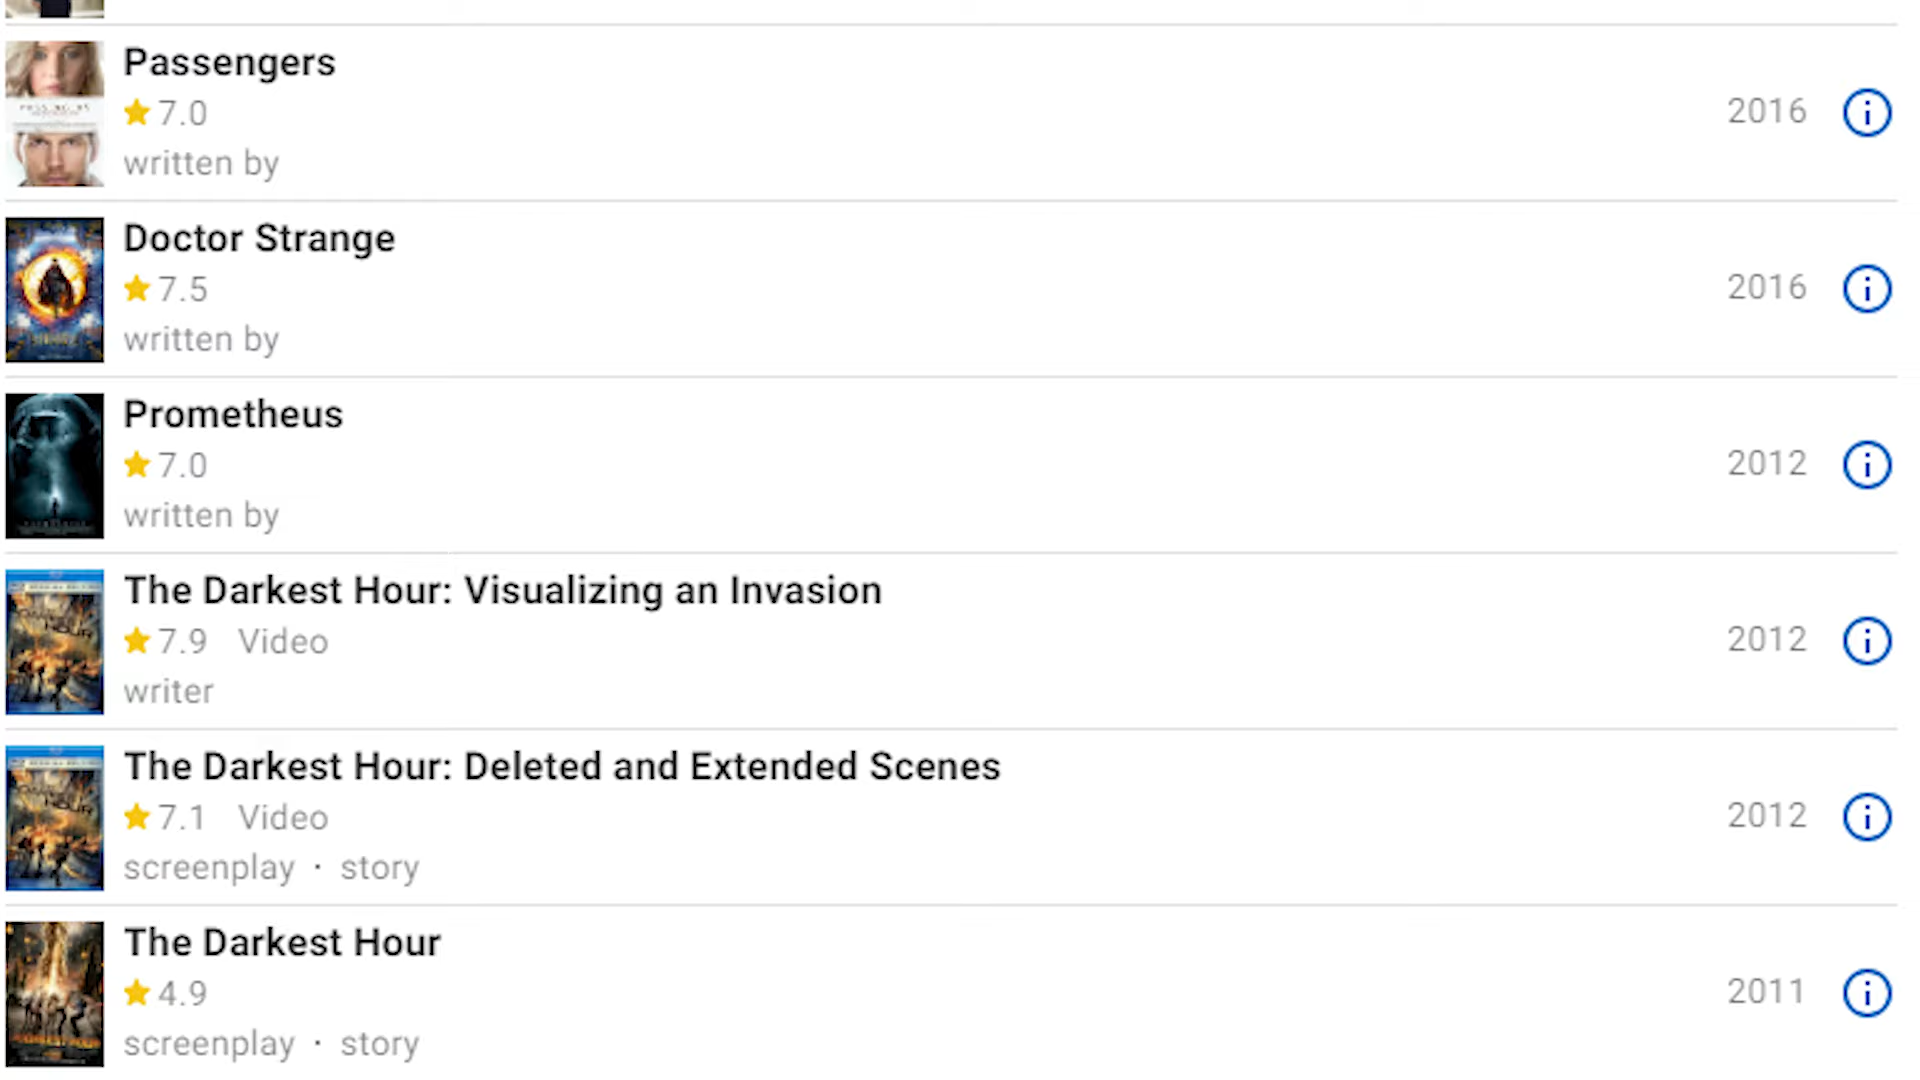 Passengers
7.0
2016
written by
Doctor Strange
7.5
2016
written by
Prometheus
7.0
2012
written by
The Darkest Hour: Visualizing an Invasion
7.9 Video
2012
writer
The Darkest Hour: Deleted and Extended Scenes
7.1 Video
2012
screenplay · story
The Darkest Hour
4.9
2011
screenplay · story